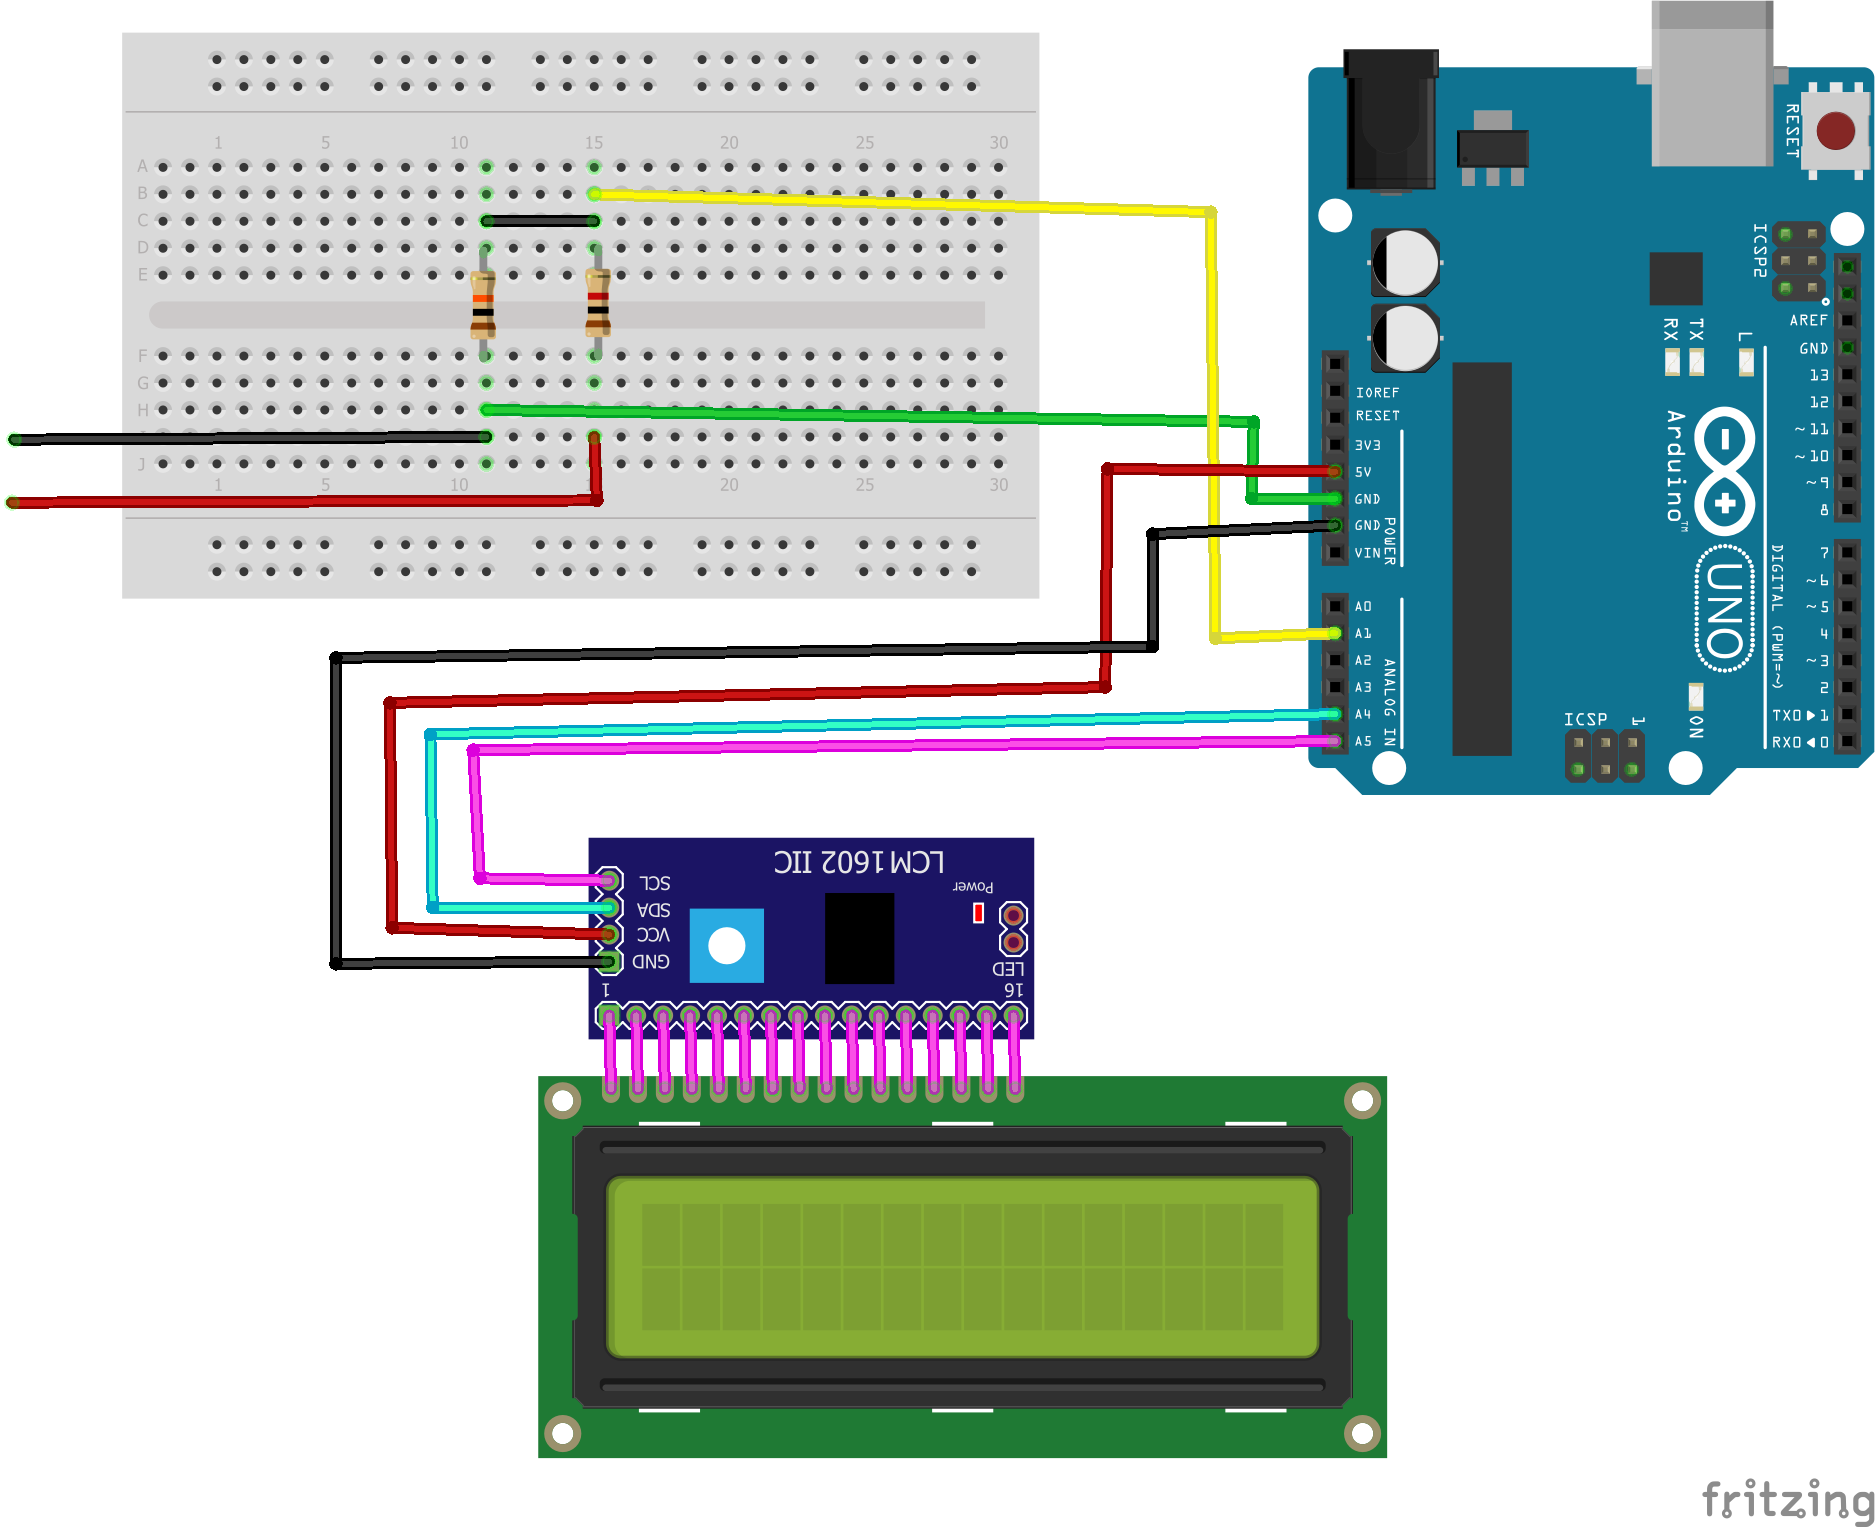 1 5 10 15 20 25 30
A
B
C
D
E
F
G
H
J
1 5 10 20 25 30
RESET
ICSP2
AREF
GND
13
12
~11
~10
~9
8
7
~6
~5
4
~3
2
TX0▶1
RX0◀0
RX
TX
L
IOREF
RESET
3V3
5V
GND
GND
VIN
POWER
A0
A1
A2
A3
A4
A5
ANALOG IN
Arduino™
UNO
DIGITAL (PWM=~)
ICSP 1
ON
LCM1602 IIC
SCL
SDA
VCC
GND
Power
LED
1
16
fritzing